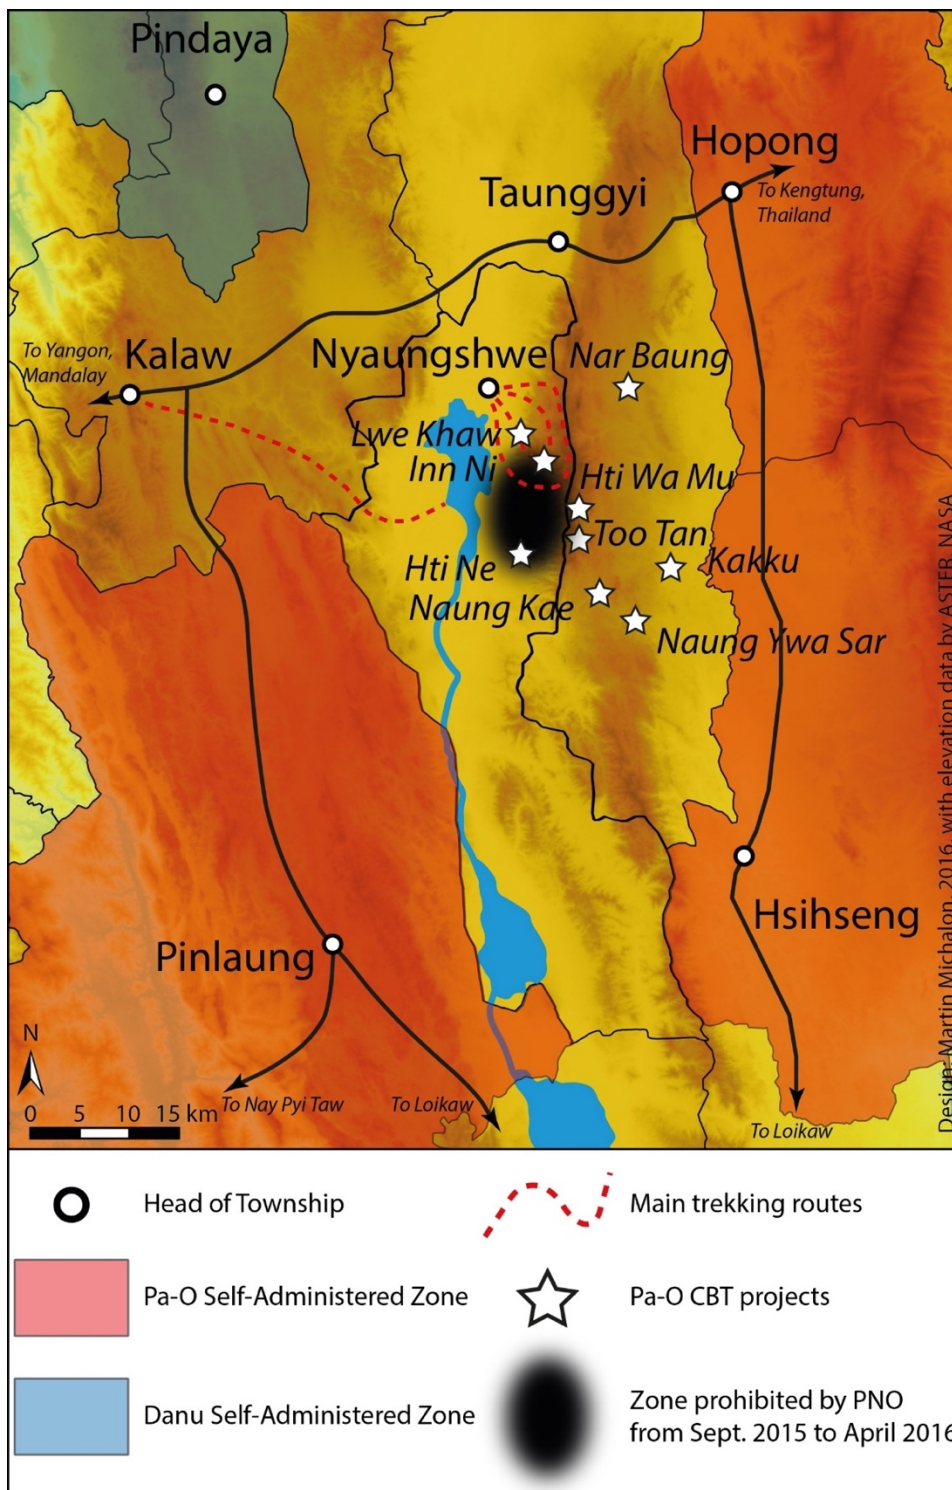 Pindaya
Hopong
To Kengtung,
Thailand
Taunggyi
To Yangon,
Mandalay
Kalaw
Nyaungshwe
Nar Baung
Lwe Khaw
Inn Ni
Hti Wa Mu
Too Tan
Hti Ne
Kakku
Naung Kae
Naung Ywa Sar
Hsihseng
Pinlaung
N
0 5 10 15 km
To Nay Pyi Taw
To Loikaw
To Loikaw
Design: Martin Michalon, 2016, with elevation data by ASTER, NASA
Head of Township
Main trekking routes
Pa-O Self-Administered Zone
Pa-O CBT projects
Danu Self-Administered Zone
Zone prohibited by PNO
from Sept. 2015 to April 2016